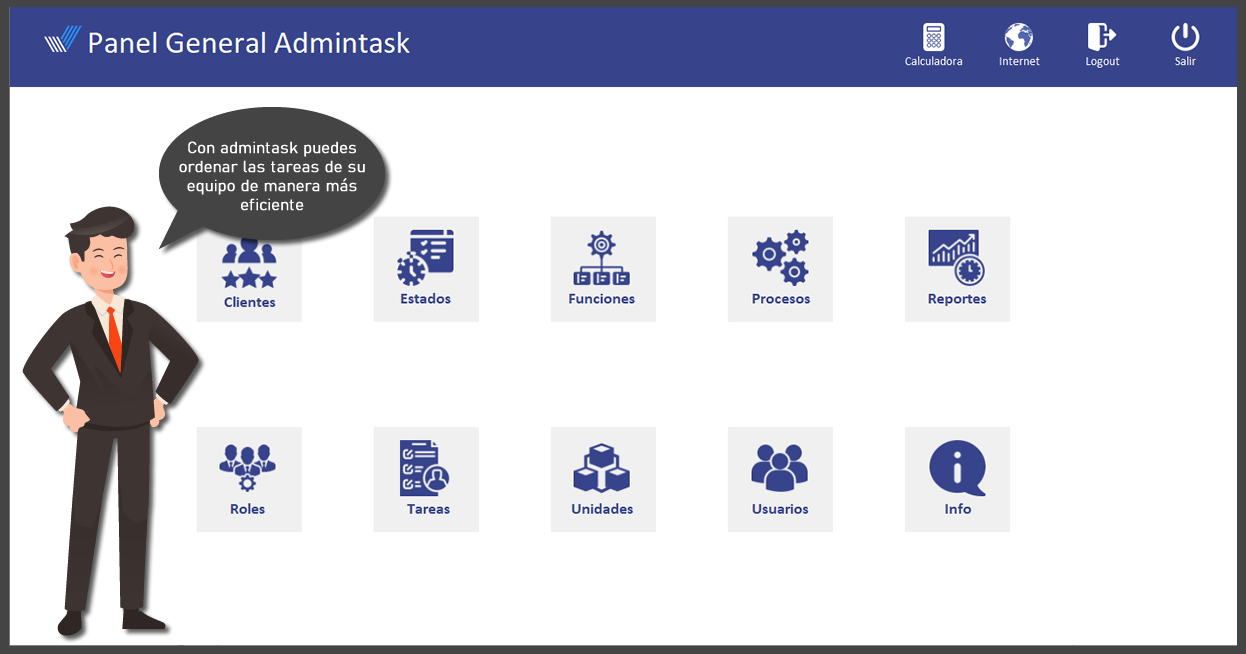 Panel General Admintask
Calculadora
Internet
Logout
Salir
Con admintask puedes
ordenar las tareas de su
equipo de manera más
eficiente
Clientes
Estados
Funciones
Procesos
Reportes
Roles
Tareas
Unidades
Usuarios
Info